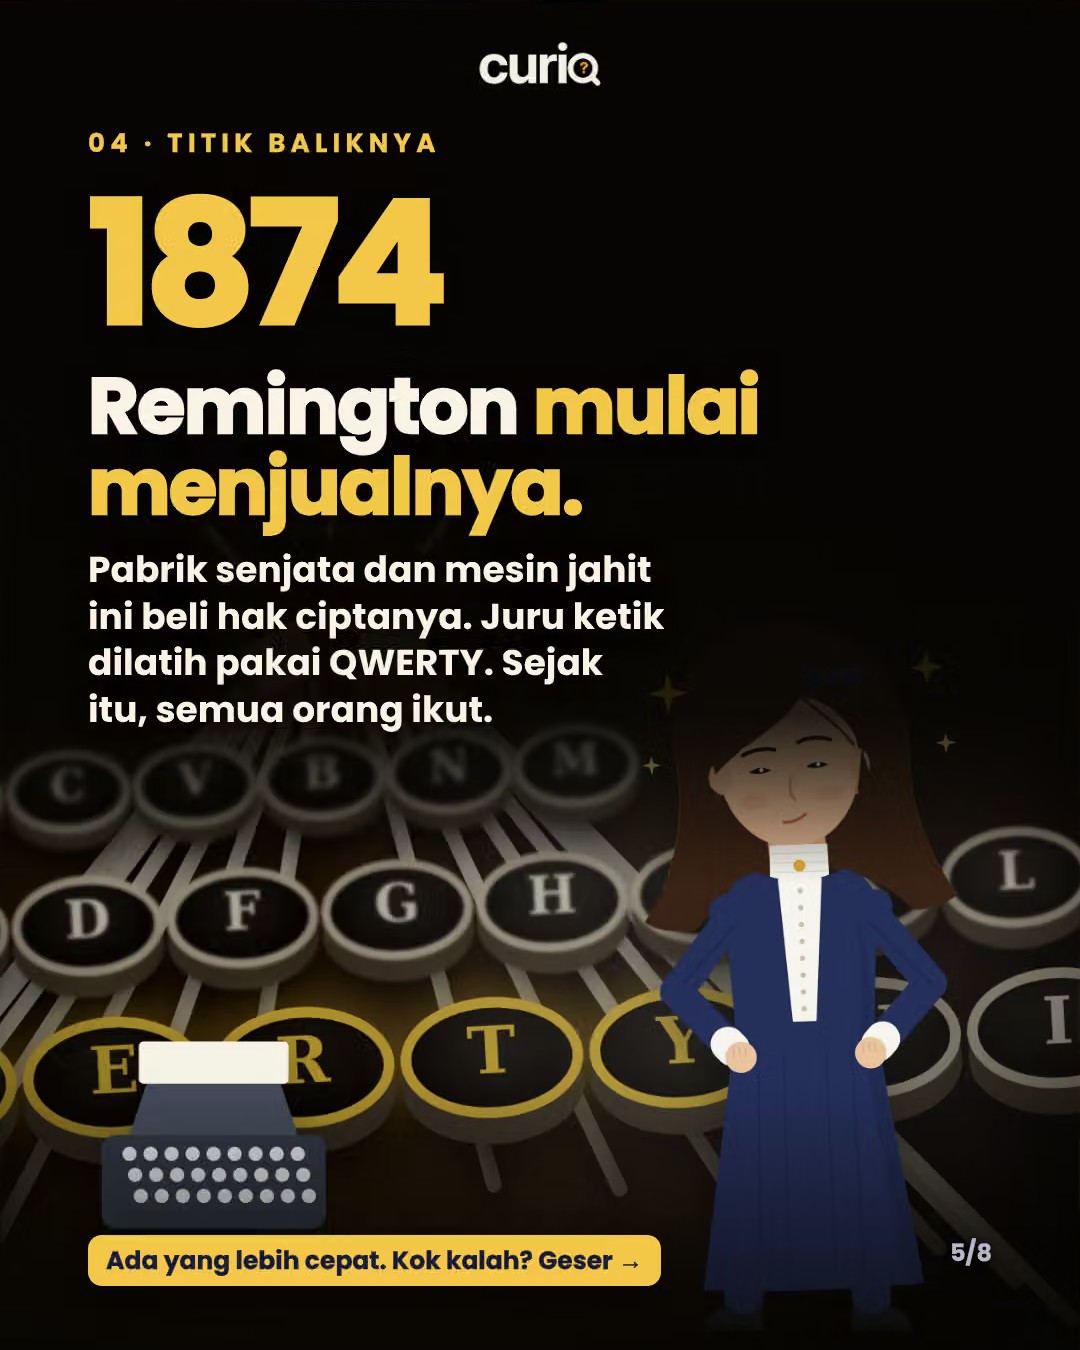 curiQ
04 · TITIK BALIKNYA
1874
Remington mulai
menjualnya.
Pabrik senjata dan mesin jahit
ini beli hak ciptanya. Juru ketik
dilatih pakai QWERTY. Sejak
itu, semua orang ikut.
C V B N M
D F G H L
E R T Y I
Ada yang lebih cepat. Kok kalah? Geser →
5/8